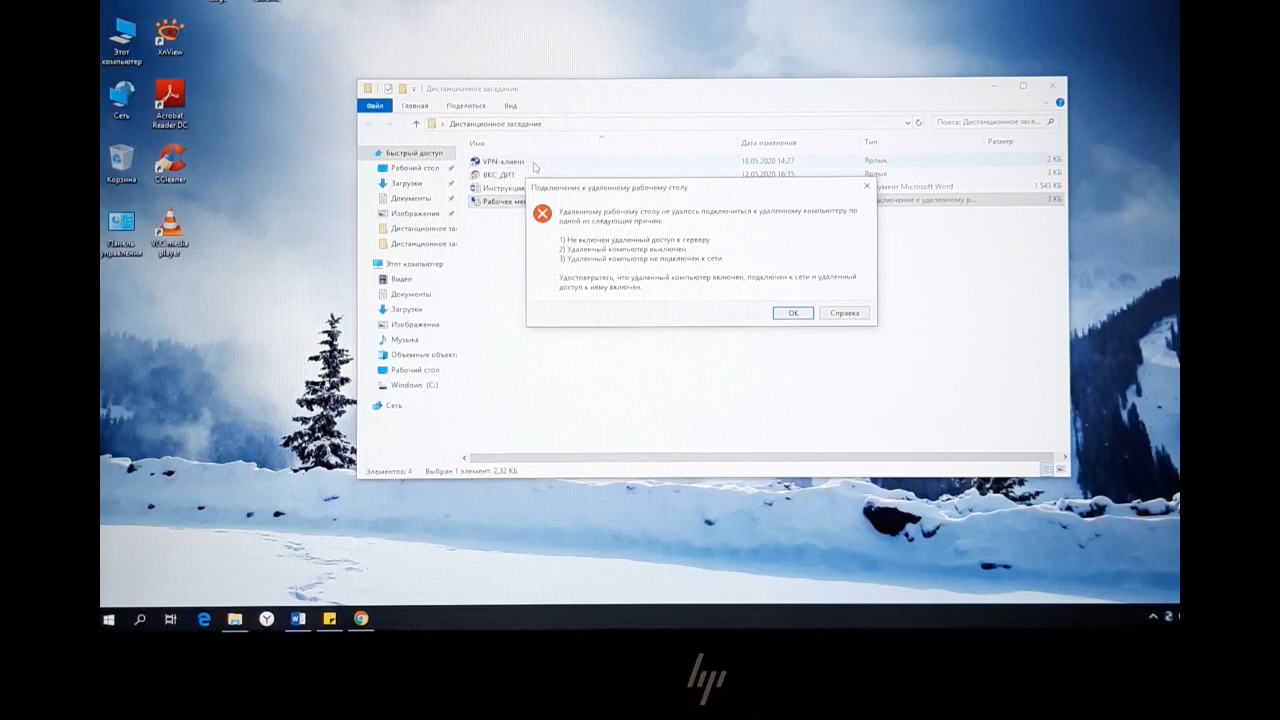 Этот
компьютер
XnView
Сеть
Acrobat
Reader DC
Корзина
CCleaner
Панель
управления
VLC media
player
Дистанционное заседание
Файл Главная Поделиться Вид
Дистанционное заседание
Поиск: Дистанционное засе...
Имя Дата изменения Тип Размер
VPN-клиент 18.05.2020 14:27 Ярлык 2 КБ
ВКС_ДИТ 12.05.2020 16:35 Ярлык 3 КБ
Инструкция умент Microsoft Word 1 543 КБ
Рабочее ме ключение к удаленному р... 3 КБ
Быстрый доступ
Рабочий стол
Загрузки
Документы
Изображения
Дистанционное за
Дистанционное за
Этот компьютер
Видео
Документы
Загрузки
Изображения
Музыка
Объемные объект
Рабочий стол
Windows (C:)
Сеть
Элементов: 4 Выбран 1 элемент: 2,32 КБ
Подключение к удаленному рабочему столу
Удаленному рабочему столу не удалось подключиться к удаленному компьютеру по
одной из следующих причин:
1) Не включен удаленный доступ к серверу
2) Удаленный компьютер выключен
3) Удаленный компьютер не подключен к сети
Удостоверьтесь, что удаленный компьютер включен, подключен к сети и удаленный
доступ к нему включен.
OK Справка
hp